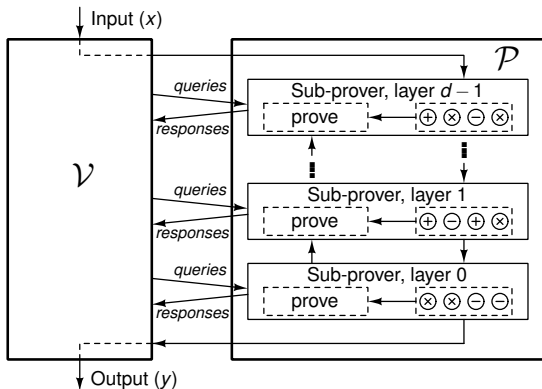 Input (x)
𝒫
Sub-prover, layer d − 1
queries
prove
+ × − ×
responses
𝒱
Sub-prover, layer 1
queries
prove
+ − + ×
responses
Sub-prover, layer 0
queries
prove
× × − −
responses
Output (y)